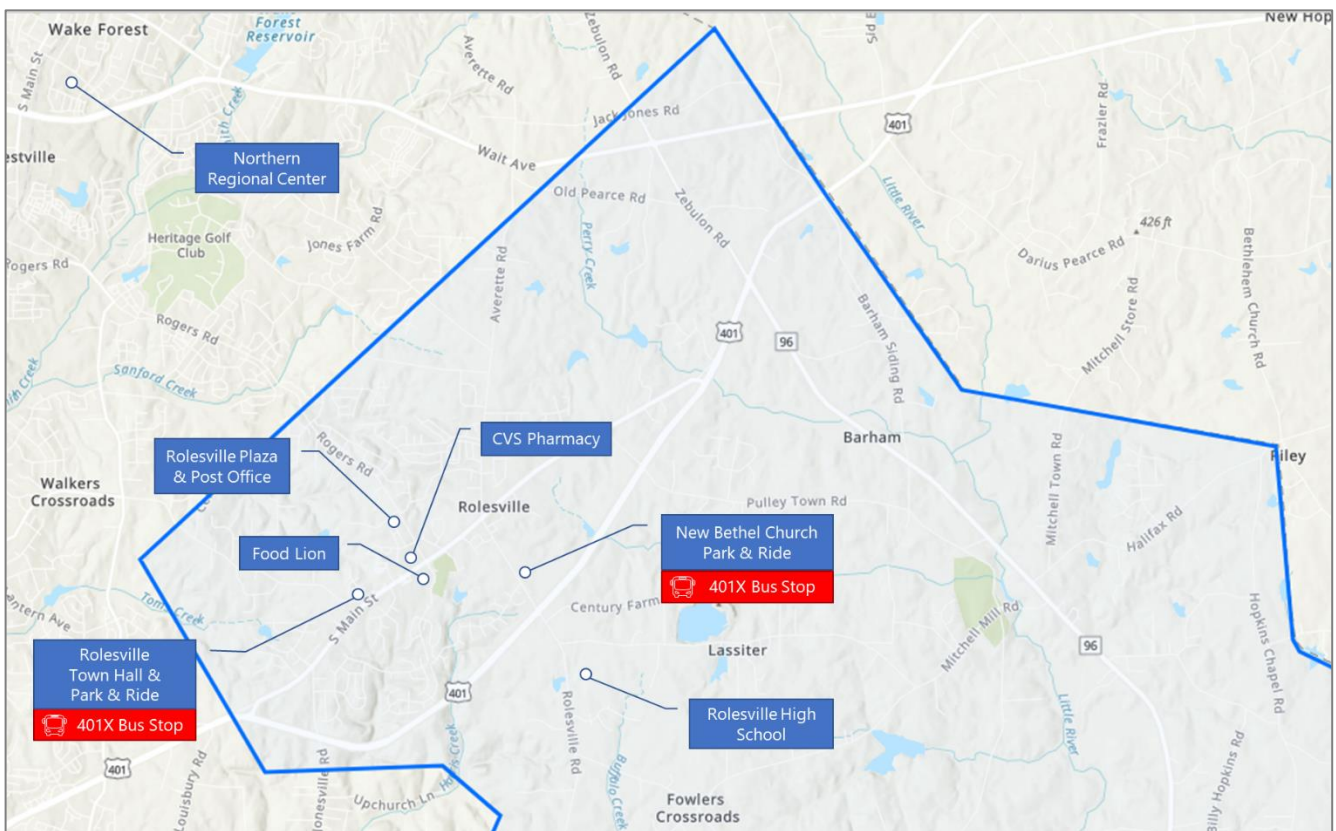 Wake Forest
Forest
Reservoir
New Hop
S Main St
Averette Rd
Zebulon Rd
Jack Jones Rd
401
Frazier Rd
Northern
Regional Center
Wait Ave
Old Pearce Rd
Zebulon Rd
Little River
426 ft
Heritage Golf
Club
Jones Farm Rd
Perry Creek
Darius Pearce Rd
Bethlehem Church Rd
Rogers Rd
Averette Rd
Mitchell Store Rd
Rogers Rd
401
96
Barham Siding Rd
Sanford Creek
CVS Pharmacy
Rolesville Plaza
& Post Office
Rogers Rd
Barham
Riley
Mitchell Town Rd
Walkers
Crossroads
Rolesville
Pulley Town Rd
Halifax Rd
Food Lion
New Bethel Church
Park & Ride
401X Bus Stop
Century Farm
S Main St
Mitchell Mill Rd
Hopkins Chapel Rd
Rolesville
Town Hall &
Park & Ride
401X Bus Stop
Lassiter
96
401
Rolesville Rd
Rolesville High
School
Little River
Harris Creek
Buffalo Creek
401
Louisbury Rd
Jonesville Rd
Upchurch Ln
Fowlers
Crossroads
Billy Hopkins Rd